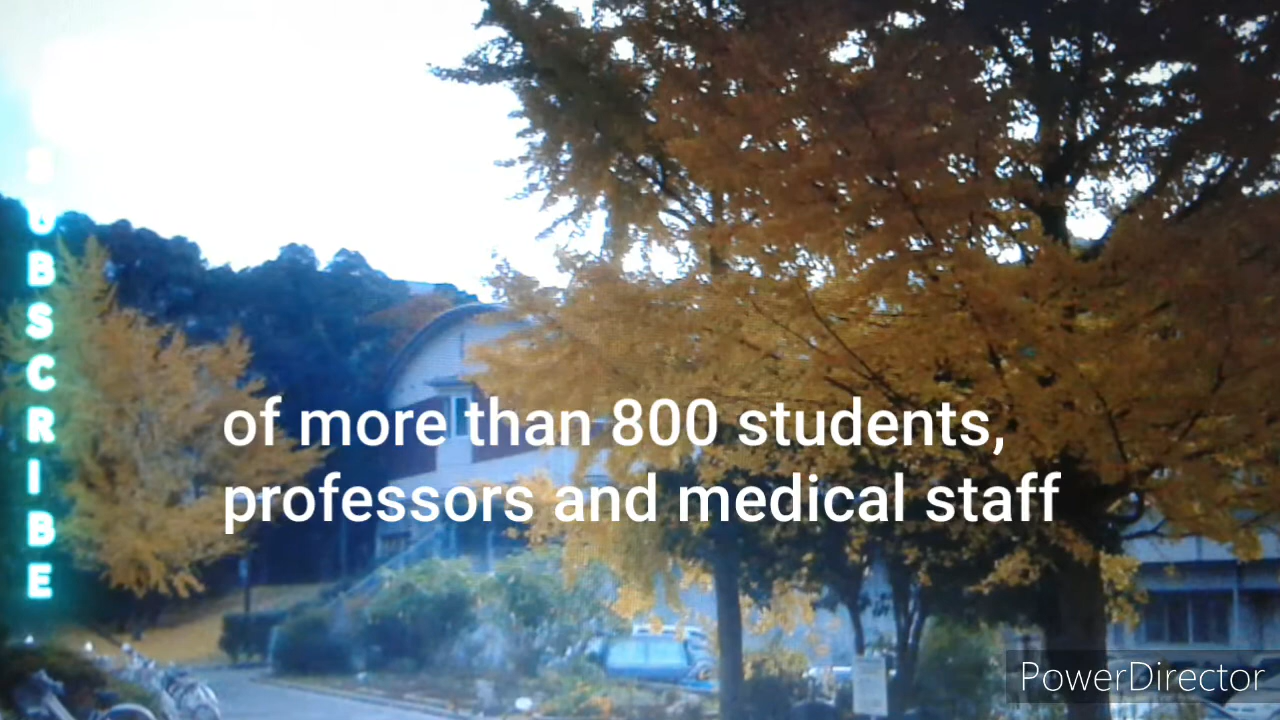 SUBSCRIBE
of more than 800 students,
professors and medical staff
PowerDirector